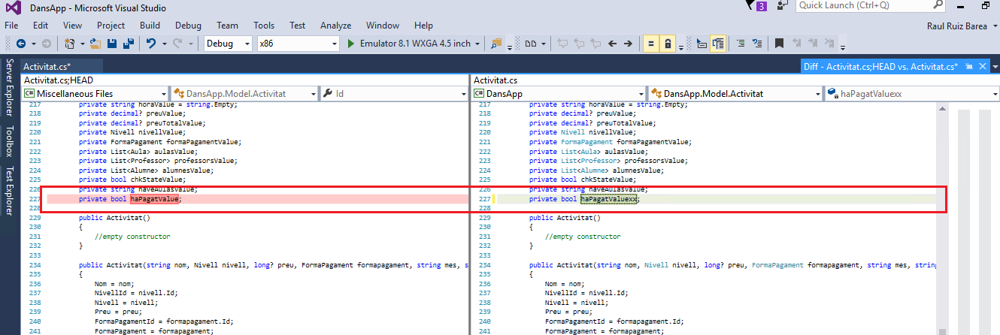 DansApp - Microsoft Visual Studio
3
Quick Launch (Ctrl+Q)
File Edit View Project Build Debug Team Tools Test Analyze Window Help
Raul Ruiz Barea
Debug x86 Emulator 8.1 WXGA 4.5 inch
Server Explorer
Toolbox
Test Explorer
Activitat.cs*
Diff - Activitat.cs;HEAD vs. Activitat.cs*
Activitat.cs;HEAD
Miscellaneous Files DansApp.Model.Activitat Id
217 private string horaValue = string.Empty;
218 private decimal? preuValue;
219 private decimal? preuTotalValue;
220 private Nivell nivellValue;
221 private FormaPagament formaPagamentValue;
222 private List<Aula> aulasValue;
223 private List<Professor> professorsValue;
224 private List<Alumne> alumnesValue;
225 private bool chkStateValue;
226 private string haveAulasValue;
227 private bool haPagatValue;
228
229 public Activitat()
230 {
231 //empty constructor
232 }
233
234 public Activitat(string nom, Nivell nivell, long? preu, FormaPagament formapagament, string mes, s
235 {
236 Nom = nom;
237 NivellId = nivell.Id;
238 Nivell = nivell;
239 Preu = preu;
240 FormaPagamentId = formapagament.Id;
241 FormaPagament = formapagament;
Activitat.cs
DansApp DansApp.Model.Activitat haPagatValuexx
217 private string horaValue = string.Empty;
218 private decimal? preuValue;
219 private decimal? preuTotalValue;
220 private Nivell nivellValue;
221 private FormaPagament formaPagamentValue;
222 private List<Aula> aulasValue;
223 private List<Professor> professorsValue;
224 private List<Alumne> alumnesValue;
225 private bool chkStateValue;
226 private string haveAulasValue;
227 private bool haPagatValuexx;
228
229 public Activitat()
230 {
231 //empty constructor
232 }
233
234 public Activitat(string nom, Nivell nivell, long? preu, FormaPagament formapagament, string mes, string
235 {
236 Nom = nom;
237 NivellId = nivell.Id;
238 Nivell = nivell;
239 Preu = preu;
240 FormaPagamentId = formapagament.Id;
241 FormaPagament = formapagament;